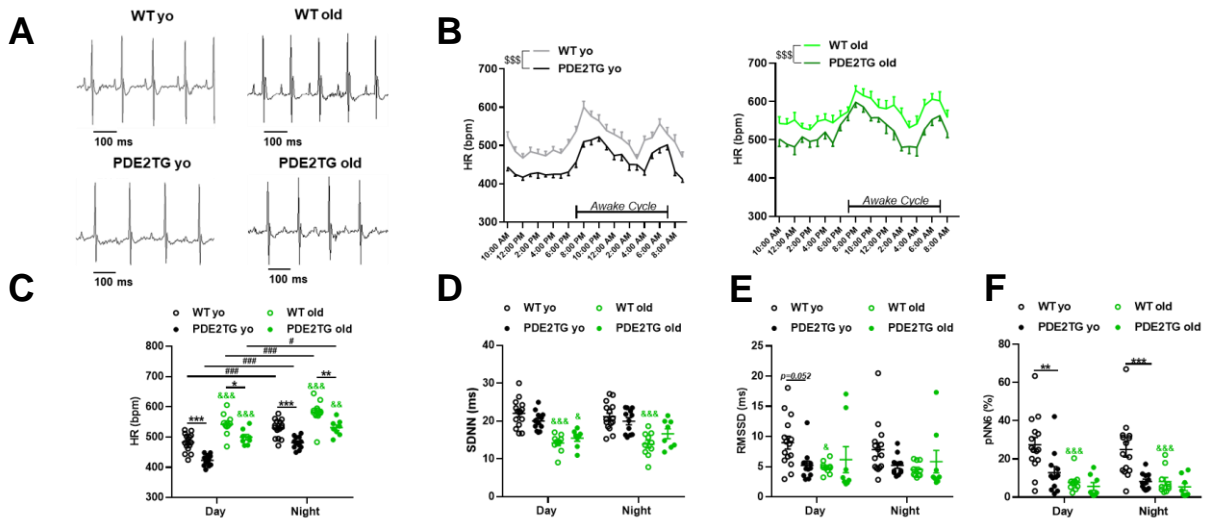 A
WT yo
WT old
100 ms
100 ms
PDE2TG yo
PDE2TG old
100 ms
100 ms
B
$$$
WT yo
PDE2TG yo
HR (bpm)
700
600
500
400
300
Awake Cycle
10:00 AM
12:00 PM
2:00 PM
4:00 PM
6:00 PM
8:00 PM
10:00 PM
12:00 AM
2:00 AM
4:00 AM
6:00 AM
8:00 AM
$$$
WT old
PDE2TG old
HR (bpm)
700
600
500
400
300
Awake Cycle
10:00 AM
12:00 PM
2:00 PM
4:00 PM
6:00 PM
8:00 PM
10:00 PM
12:00 AM
2:00 AM
4:00 AM
6:00 AM
8:00 AM
C
WT yo
WT old
PDE2TG yo
PDE2TG old
HR (bpm)
800
700
600
500
400
300
#
###
###
###
***
&&&
*
&&&
***
&&&
**
&&
Day
Night
D
WT yo
WT old
PDE2TG yo
PDE2TG old
SDNN (ms)
40
30
20
10
0
&&&
&
&&&
Day
Night
E
WT yo
WT old
PDE2TG yo
PDE2TG old
RMSSD (ms)
25
20
15
10
5
0
p=0.052
&
Day
Night
F
WT yo
WT old
PDE2TG yo
PDE2TG old
pNN6 (%)
80
60
40
20
0
**
&&&
***
&&&
Day
Night